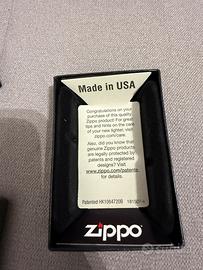 Made in USA
Congratulations on your
purchase of this quality
Zippo product! For great
tips and hints on the care
of your new lighter, visit
zippo.com/care.
Also, did you know that
genuine Zippo products
are legally protected by
patents and registered
designs? Visit
www.zippo.com/patents
for details.
Patented HK1064720B
zippo